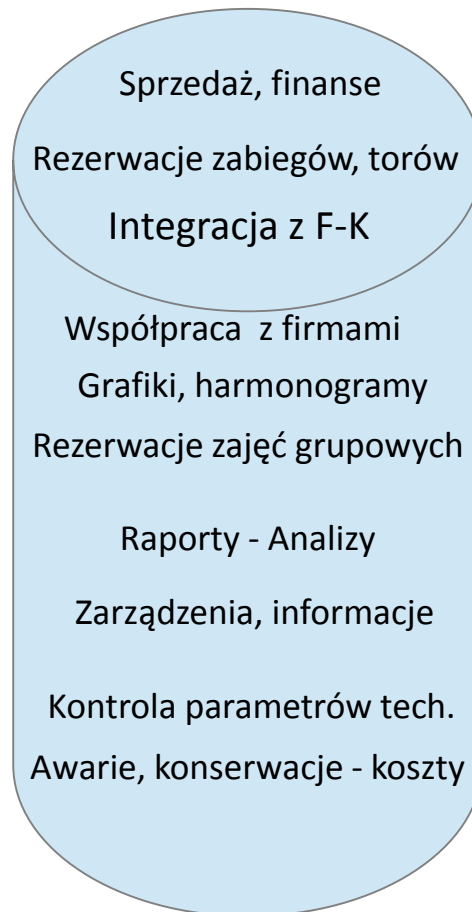 Sprzedaż, finanse
Rezerwacje zabiegów, torów
Integracja z F-K
Współpraca z firmami
Grafiki, harmonogramy
Rezerwacje zajęć grupowych
Raporty - Analizy
Zarządzenia, informacje
Kontrola parametrów tech.
Awarie, konserwacje - koszty